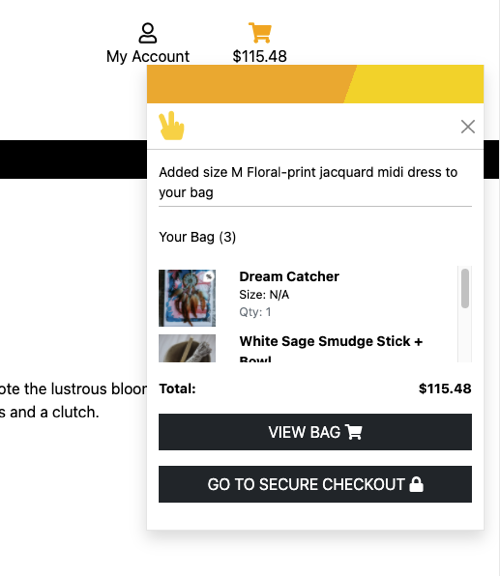 My Account
$115.48
Added size M Floral-print jacquard midi dress to
your bag
Your Bag (3)
Dream Catcher
Size: N/A
Qty: 1
White Sage Smudge Stick +
Bowl
ote the lustrous bloor
s and a clutch.
Total:
$115.48
VIEW BAG
GO TO SECURE CHECKOUT